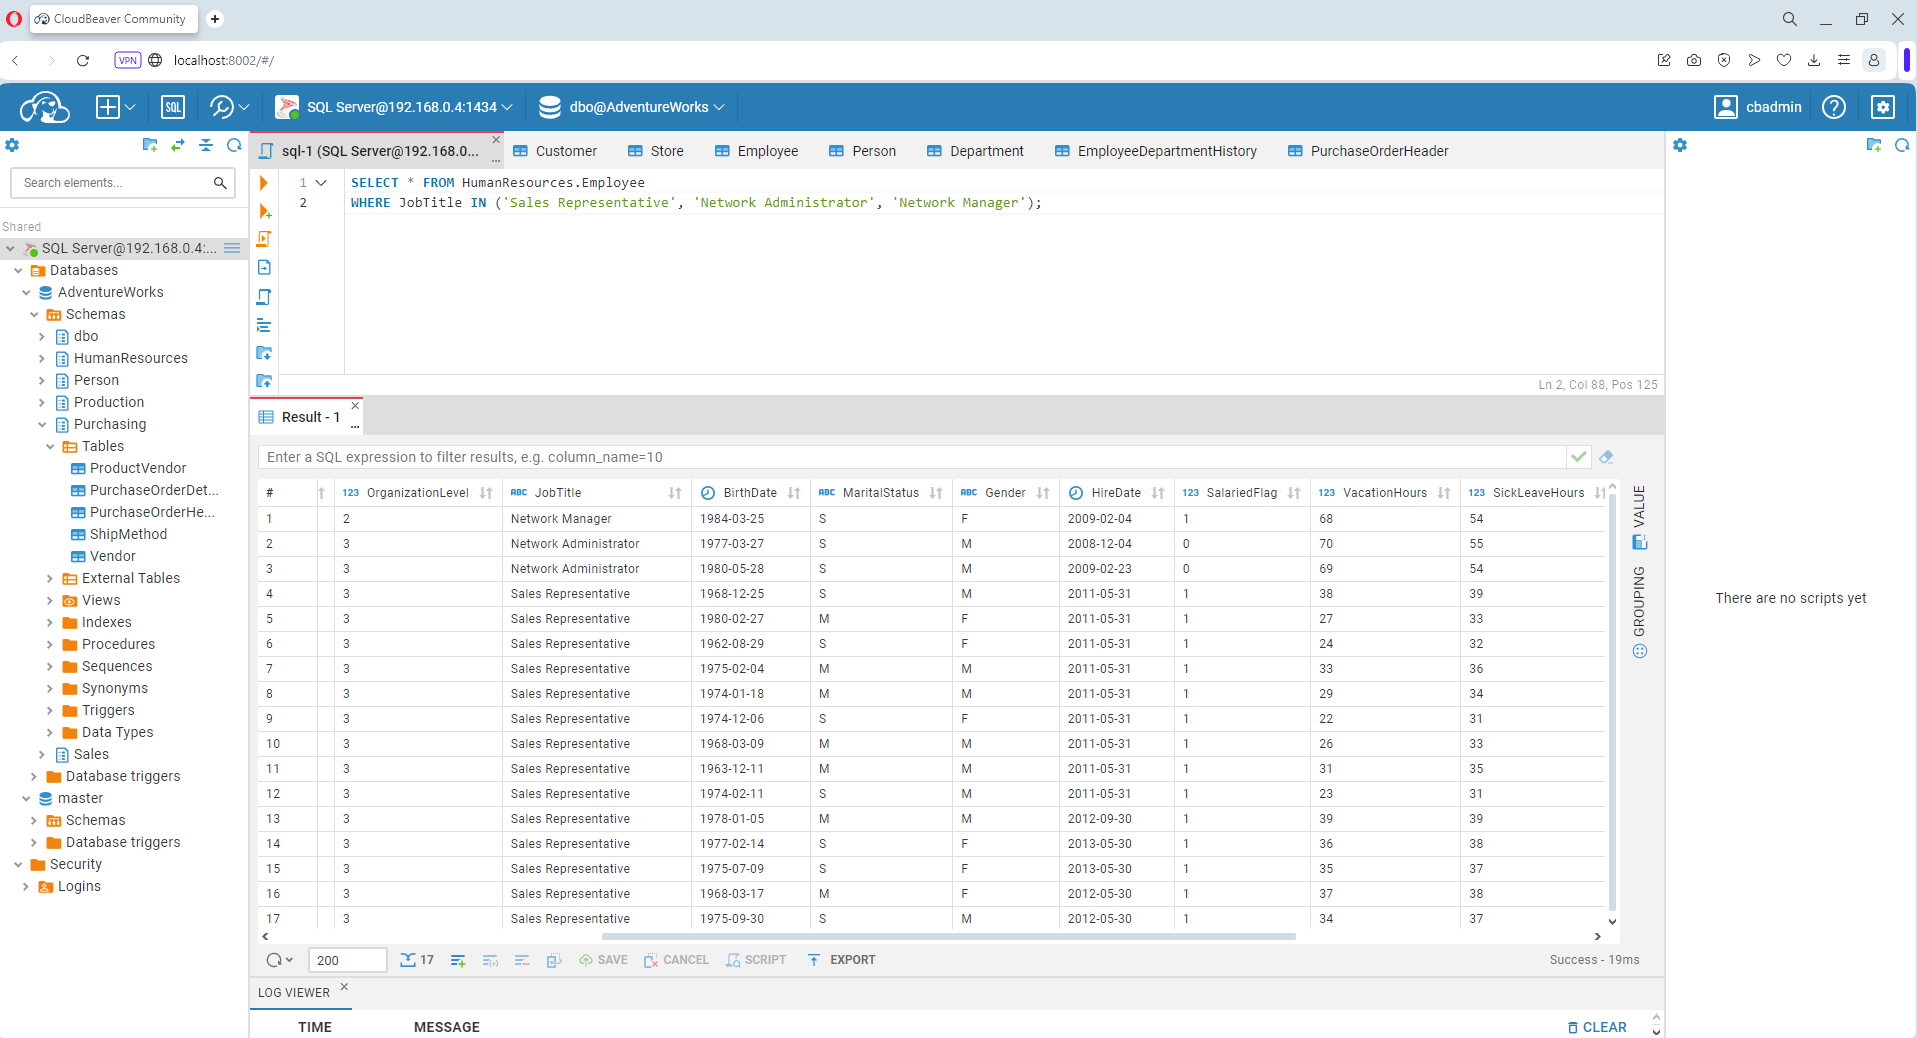 CloudBeaver Community
VPN
localhost:8002/#/
SQL
SQL Server@192.168.0.4:1434
dbo@AdventureWorks
cbadmin
Search elements...
Shared
SQL Server@192.168.0.4:...
Databases
AdventureWorks
Schemas
dbo
HumanResources
Person
Production
Purchasing
Tables
ProductVendor
PurchaseOrderDet...
PurchaseOrderHe...
ShipMethod
Vendor
External Tables
Views
Indexes
Procedures
Sequences
Synonyms
Triggers
Data Types
Sales
Database triggers
master
Schemas
Database triggers
Security
Logins
sql-1 (SQL Server@192.168.0... Customer Store Employee Person Department EmployeeDepartmentHistory PurchaseOrderHeader
1 SELECT * FROM HumanResources.Employee
2 WHERE JobTitle IN ('Sales Representative', 'Network Administrator', 'Network Manager');
Ln 2, Col 88, Pos 125
Result - 1
Enter a SQL expression to filter results, e.g. column_name=10
# 123 OrganizationLevel ABC JobTitle BirthDate ABC MaritalStatus ABC Gender HireDate 123 SalariedFlag 123 VacationHours 123 SickLeaveHours
1 2 Network Manager 1984-03-25 S F 2009-02-04 1 68 54
2 3 Network Administrator 1977-03-27 S M 2008-12-04 0 70 55
3 3 Network Administrator 1980-05-28 S M 2009-02-23 0 69 54
4 3 Sales Representative 1968-12-25 S M 2011-05-31 1 38 39
5 3 Sales Representative 1980-02-27 M F 2011-05-31 1 27 33
6 3 Sales Representative 1962-08-29 S F 2011-05-31 1 24 32
7 3 Sales Representative 1975-02-04 M M 2011-05-31 1 33 36
8 3 Sales Representative 1974-01-18 M M 2011-05-31 1 29 34
9 3 Sales Representative 1974-12-06 S F 2011-05-31 1 22 31
10 3 Sales Representative 1968-03-09 M M 2011-05-31 1 26 33
11 3 Sales Representative 1963-12-11 M M 2011-05-31 1 31 35
12 3 Sales Representative 1974-02-11 S M 2011-05-31 1 23 31
13 3 Sales Representative 1978-01-05 M M 2012-09-30 1 39 39
14 3 Sales Representative 1977-02-14 S F 2013-05-30 1 36 38
15 3 Sales Representative 1975-07-09 S F 2013-05-30 1 35 37
16 3 Sales Representative 1968-03-17 M F 2012-05-30 1 37 38
17 3 Sales Representative 1975-09-30 S M 2012-05-30 1 34 37
VALUE
GROUPING
200 17 SAVE CANCEL SCRIPT EXPORT Success - 19ms
LOG VIEWER
TIME MESSAGE CLEAR
There are no scripts yet